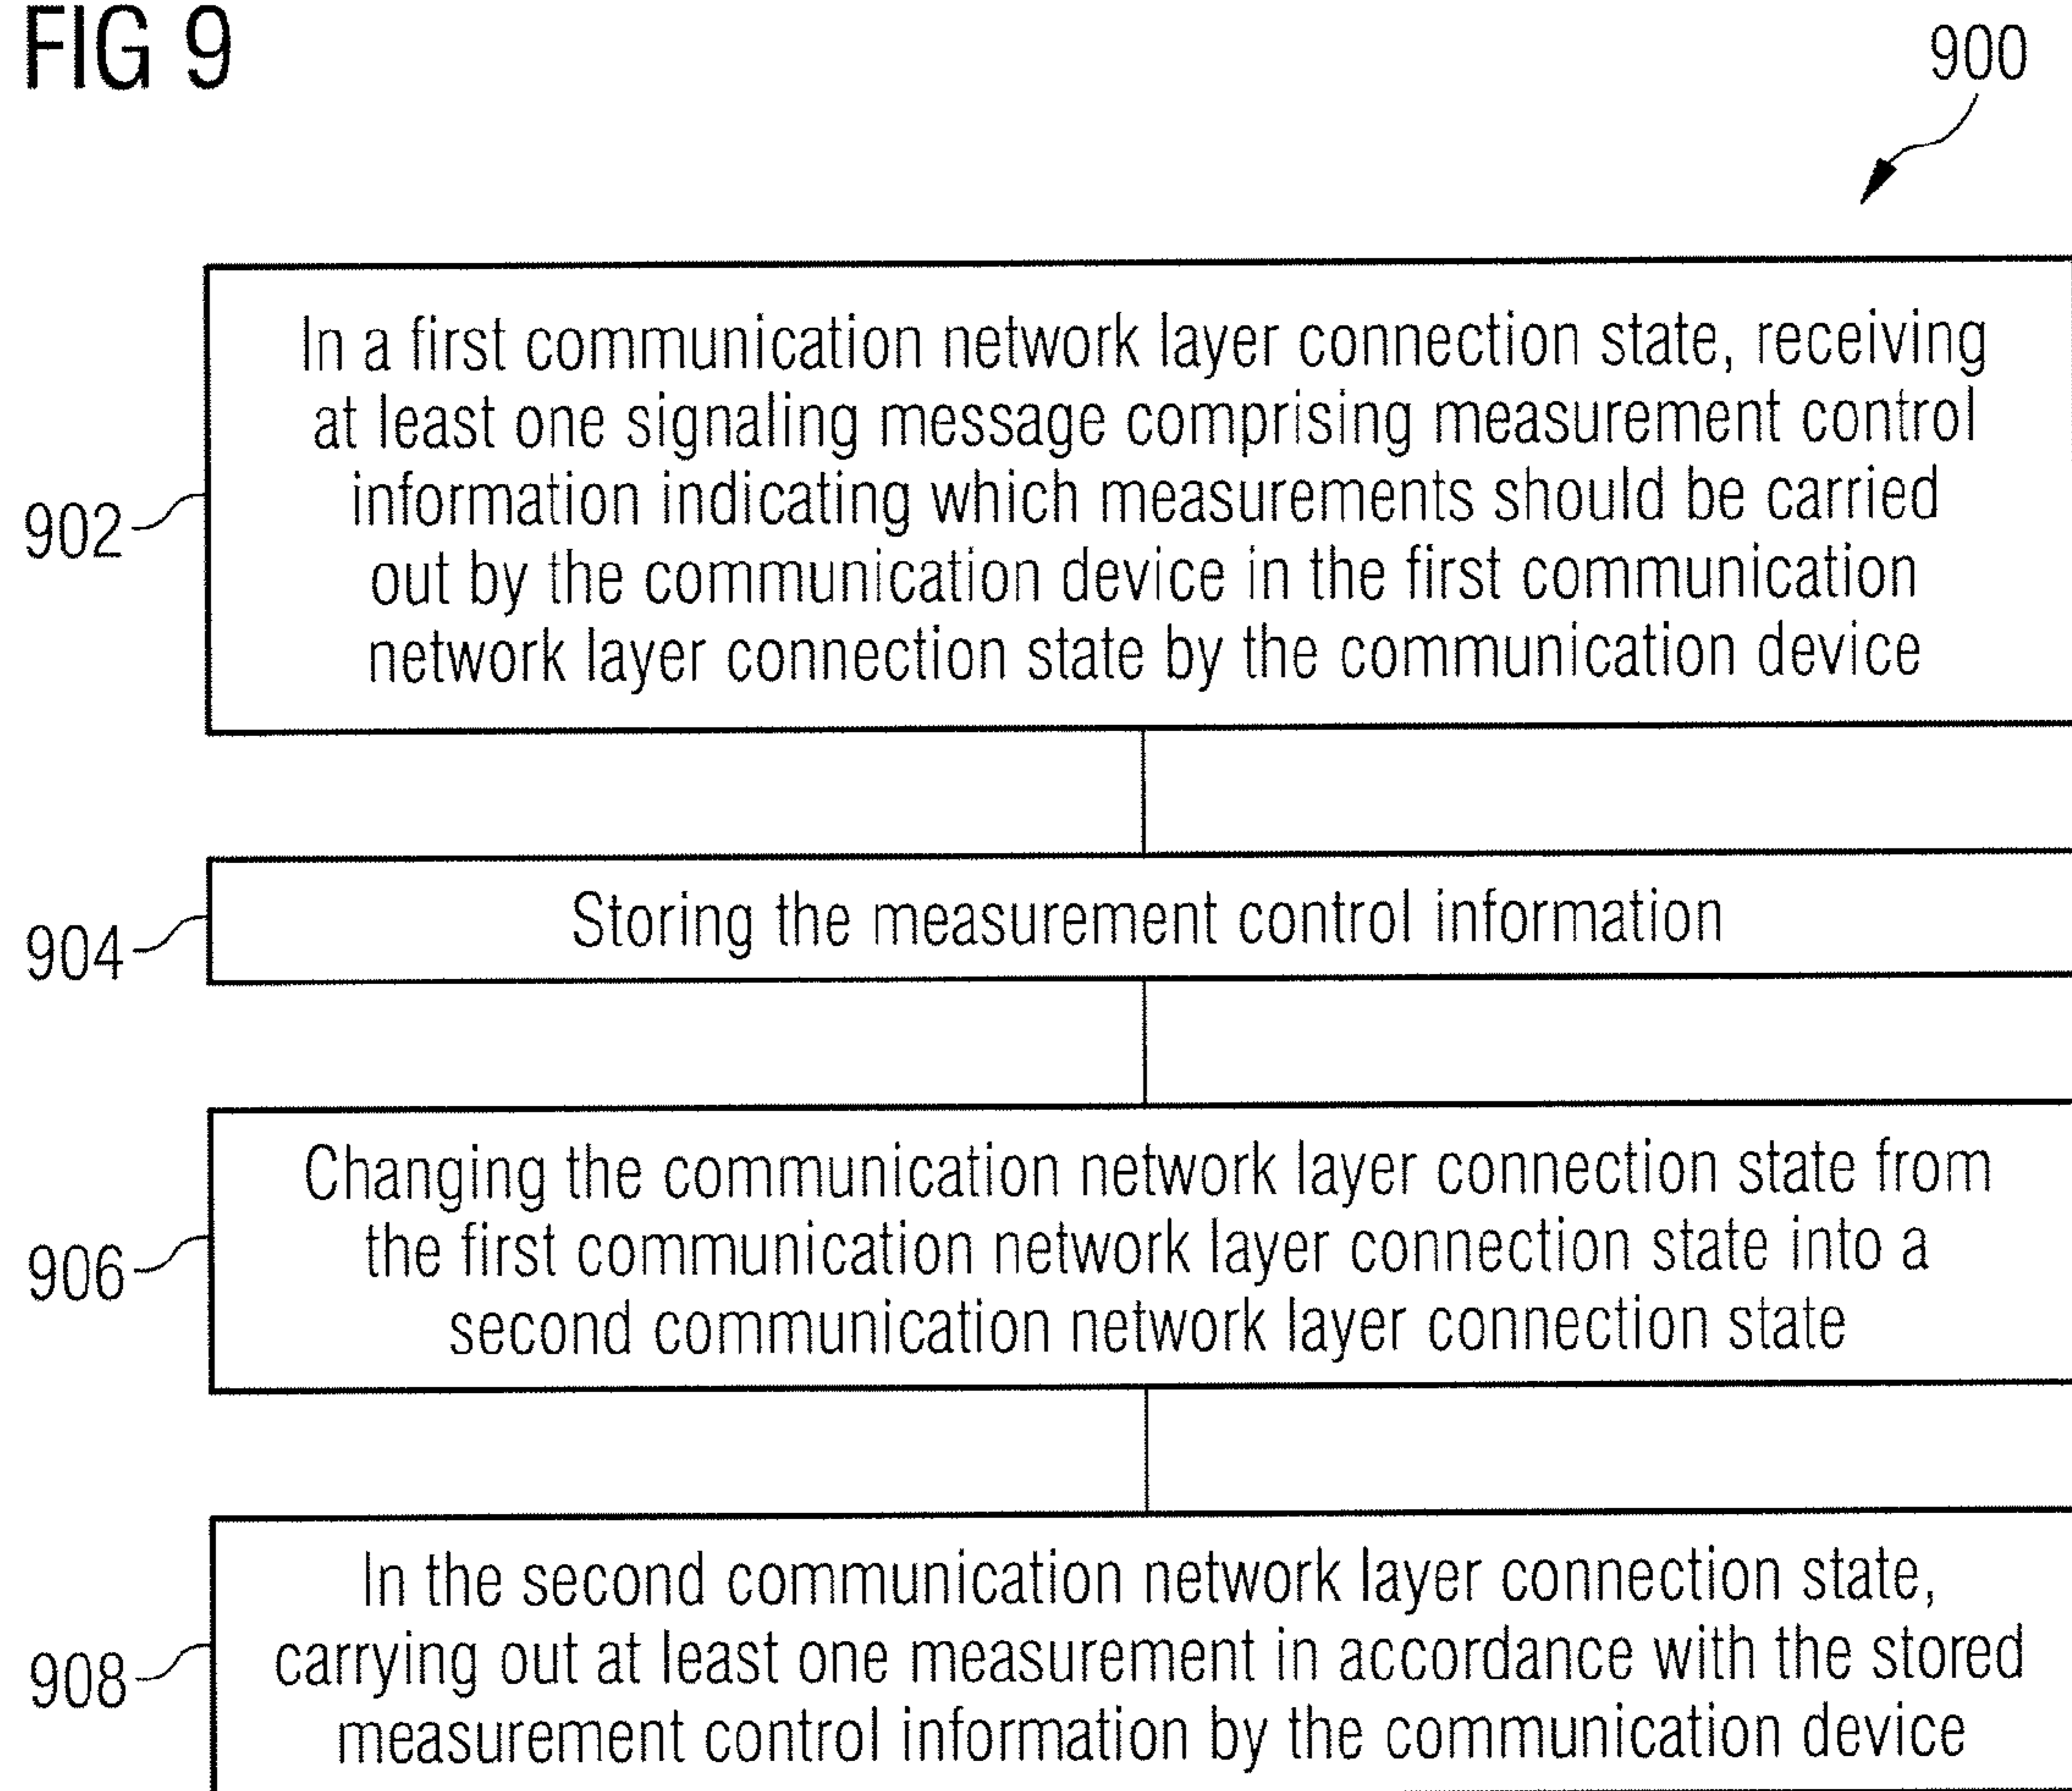 FIG 9
900
In a first communication network layer connection state, receiving
at least one signaling message comprising measurement control
information indicating which measurements should be carried
out by the communication device in the first communication
network layer connection state by the communication device
902
Storing the measurement control information
904
Changing the communication network layer connection state from
the first communication network layer connection state into a
second communication network layer connection state
906
In the second communication network layer connection state,
carrying out at least one measurement in accordance with the stored
measurement control information by the communication device
908